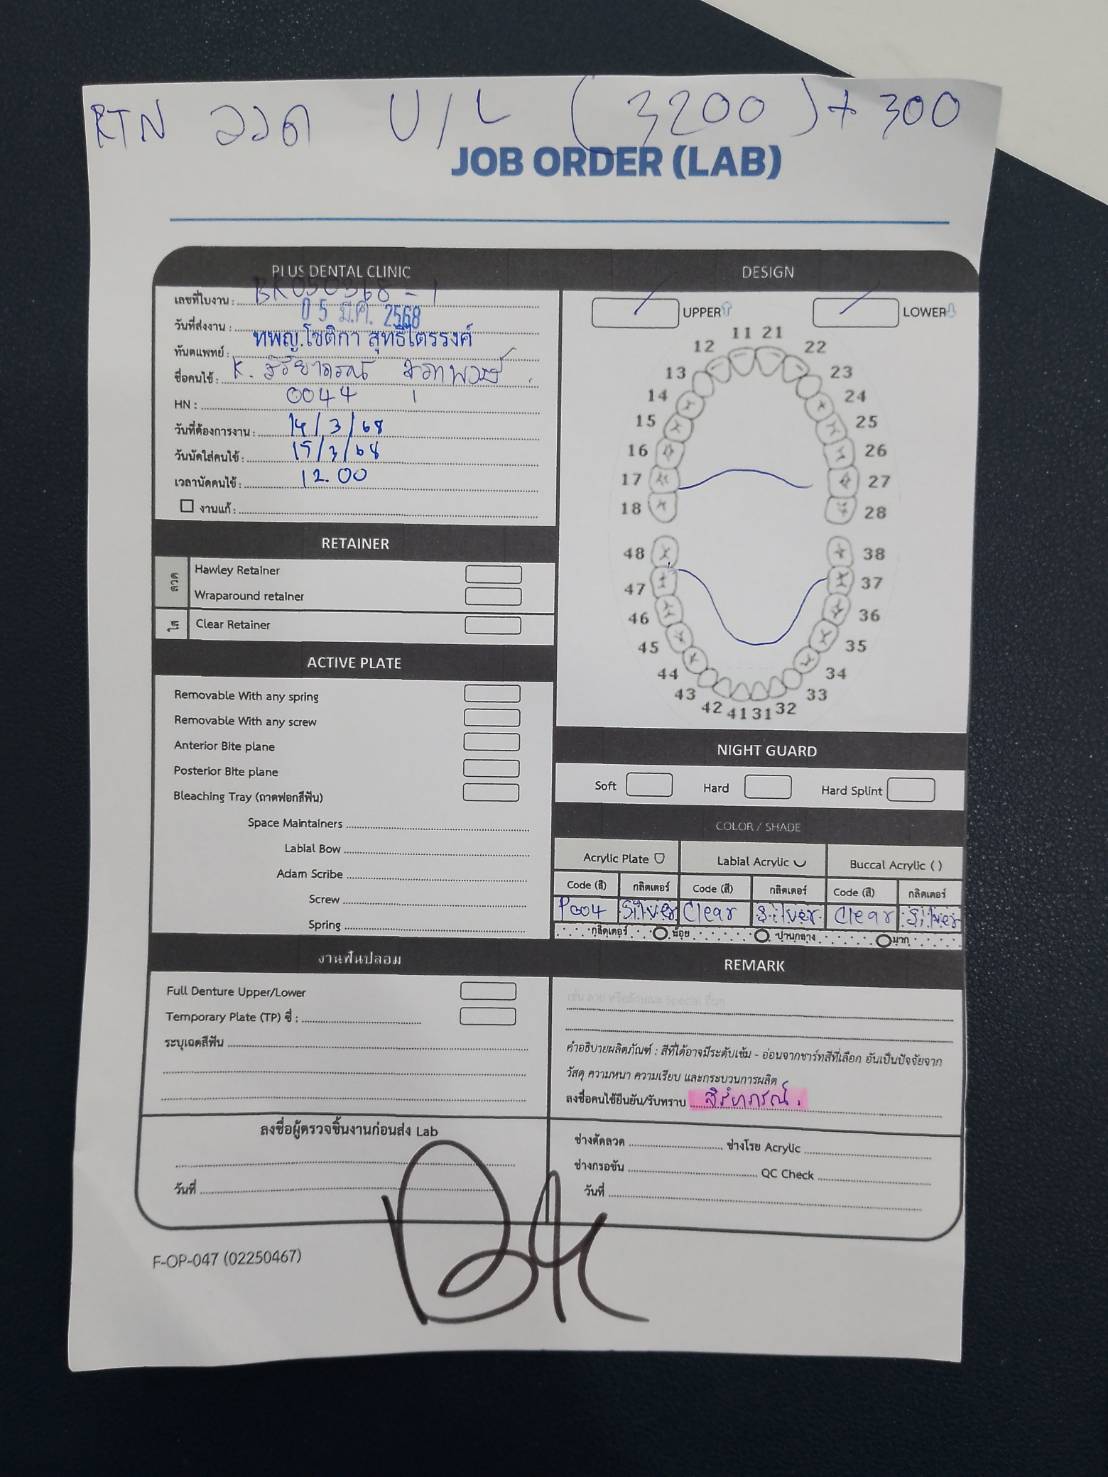 RTN ลวด U/L (3200) + 300
JOB ORDER (LAB)
PLUS DENTAL CLINIC
เลขที่ใบงาน : BK050368 - 1
วันที่ส่งงาน : 05 มี.ค. 2568
ทันตแพทย์ : ทพญ.โชติกา สุทธิไตรรงค์
ชื่อคนไข้ : K.
HN : 0044
วันที่ต้องการงาน : 14/3/68
วันนัดใส่คนไข้ : 15/3/68
เวลานัดคนไข้ : 12.00
งานแก้ :
DESIGN
UPPER
LOWER
11 21
12 22
13 23
14 24
15 25
16 26
17 27
18 28
48 38
47 37
46 36
45 35
44 34
43 33
42 41 31 32
RETAINER
ลวด
Hawley Retainer
Wraparound retainer
ใส
Clear Retainer
ACTIVE PLATE
Removable With any spring
Removable With any screw
Anterior Bite plane
Posterior Bite plane
Bleaching Tray (ถาดฟอกสีฟัน)
Space Maintainers
Labial Bow
Adam Scribe
Screw
Spring
NIGHT GUARD
Soft Hard Hard Splint
COLOR / SHADE
Acrylic Plate Labial Acrylic Buccal Acrylic ( )
Code (สี) กลิตเตอร์ Code (สี) กลิตเตอร์ Code (สี) กลิตเตอร์
P004 Silver Clear Silver Clear Silver
กลิตเตอร์ น้อย ปานกลาง มาก
งานฟันปลอม
Full Denture Upper/Lower
Temporary Plate (TP) ซี่ :
ระบุเฉดสีฟัน
REMARK
คำอธิบายผลิตภัณฑ์ : สีที่ได้อาจมีระดับเข้ม - อ่อนจากชาร์ทสีที่เลือก อันเป็นปัจจัยจาก
วัสดุ ความหนา ความเรียบ และกระบวนการผลิต
ลงชื่อคนไข้ยืนยัน/รับทราบ
ลงชื่อผู้ตรวจชิ้นงานก่อนส่ง Lab
วันที่
ช่างดัดลวด ช่างโรย Acrylic
ช่างกรอขัน QC Check
วันที่
F-OP-047 (02250467)